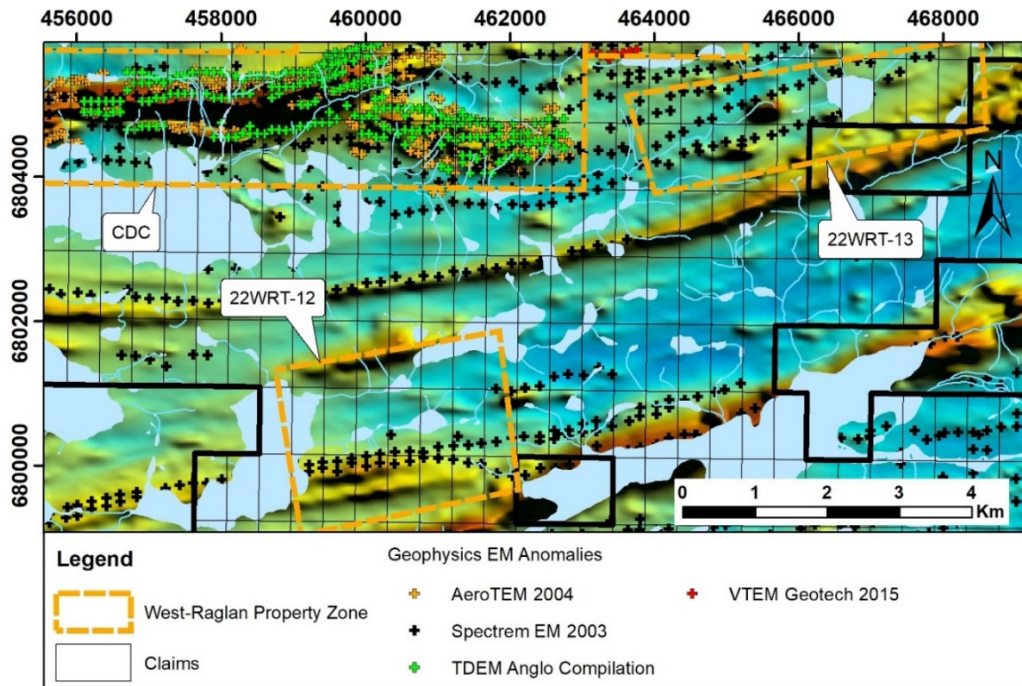 456000 458000 460000 462000 464000 466000 468000
6804000
N
CDC
22WRT-13
22WRT-12
6802000
6800000
0 1 2 3 4
Km
Legend
West-Raglan Property Zone
Claims
Geophysics EM Anomalies
AeroTEM 2004
Spectrem EM 2003
TDEM Anglo Compilation
VTEM Geotech 2015